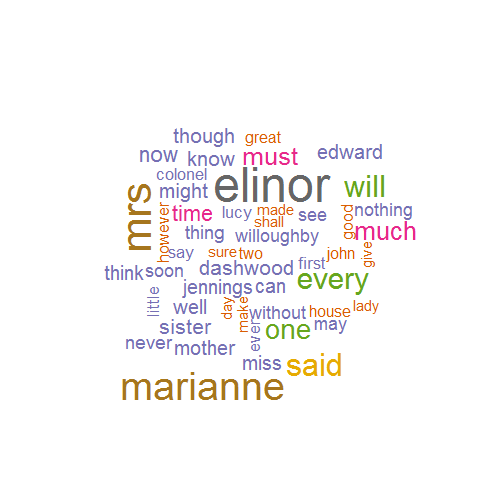 though great
now know must edward
colonel
might elinor will
mrs time lucy made see good nothing
however thing shall willoughby much
say sure two john give
think soon dashwood first
jennings can every
little well day make without house lady
sister ever one may
never mother
miss said
marianne